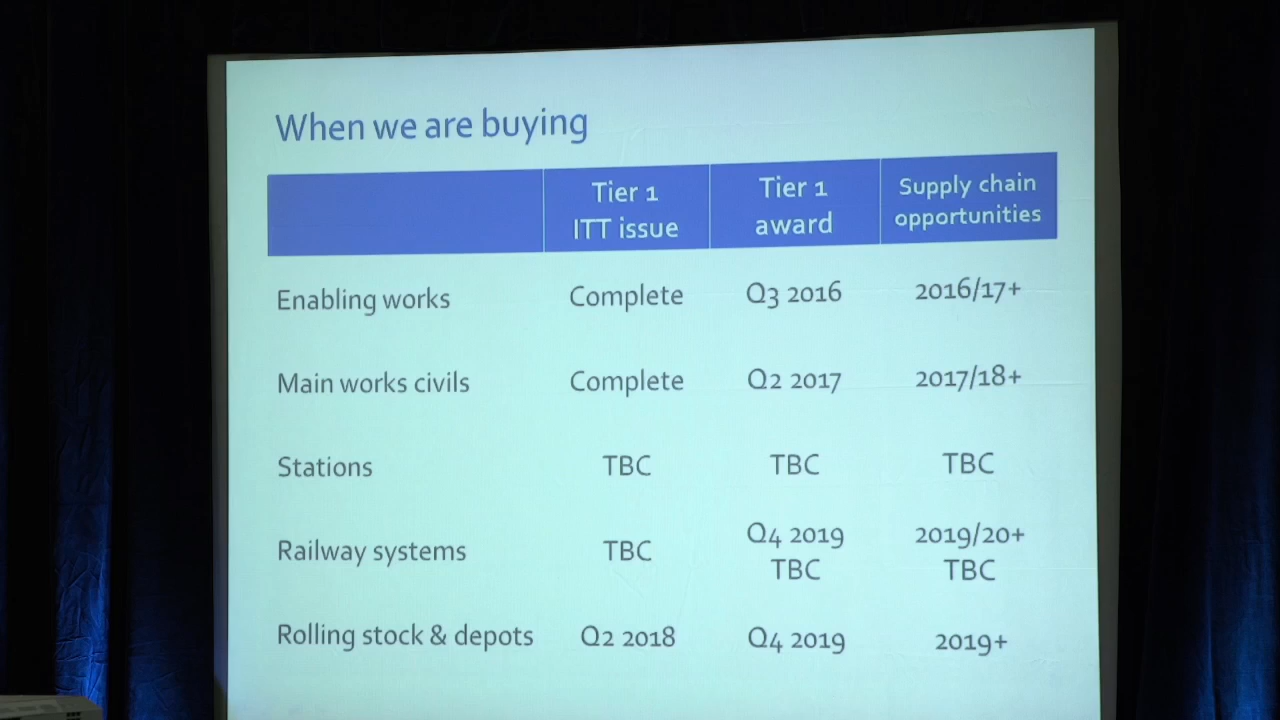 When we are buying
Tier 1 ITT issue
Tier 1 award
Supply chain opportunities
Enabling works Complete Q3 2016 2016/17+
Main works civils Complete Q2 2017 2017/18+
Stations TBC TBC TBC
Railway systems TBC Q4 2019 TBC 2019/20+ TBC
Rolling stock & depots Q2 2018 Q4 2019 2019+